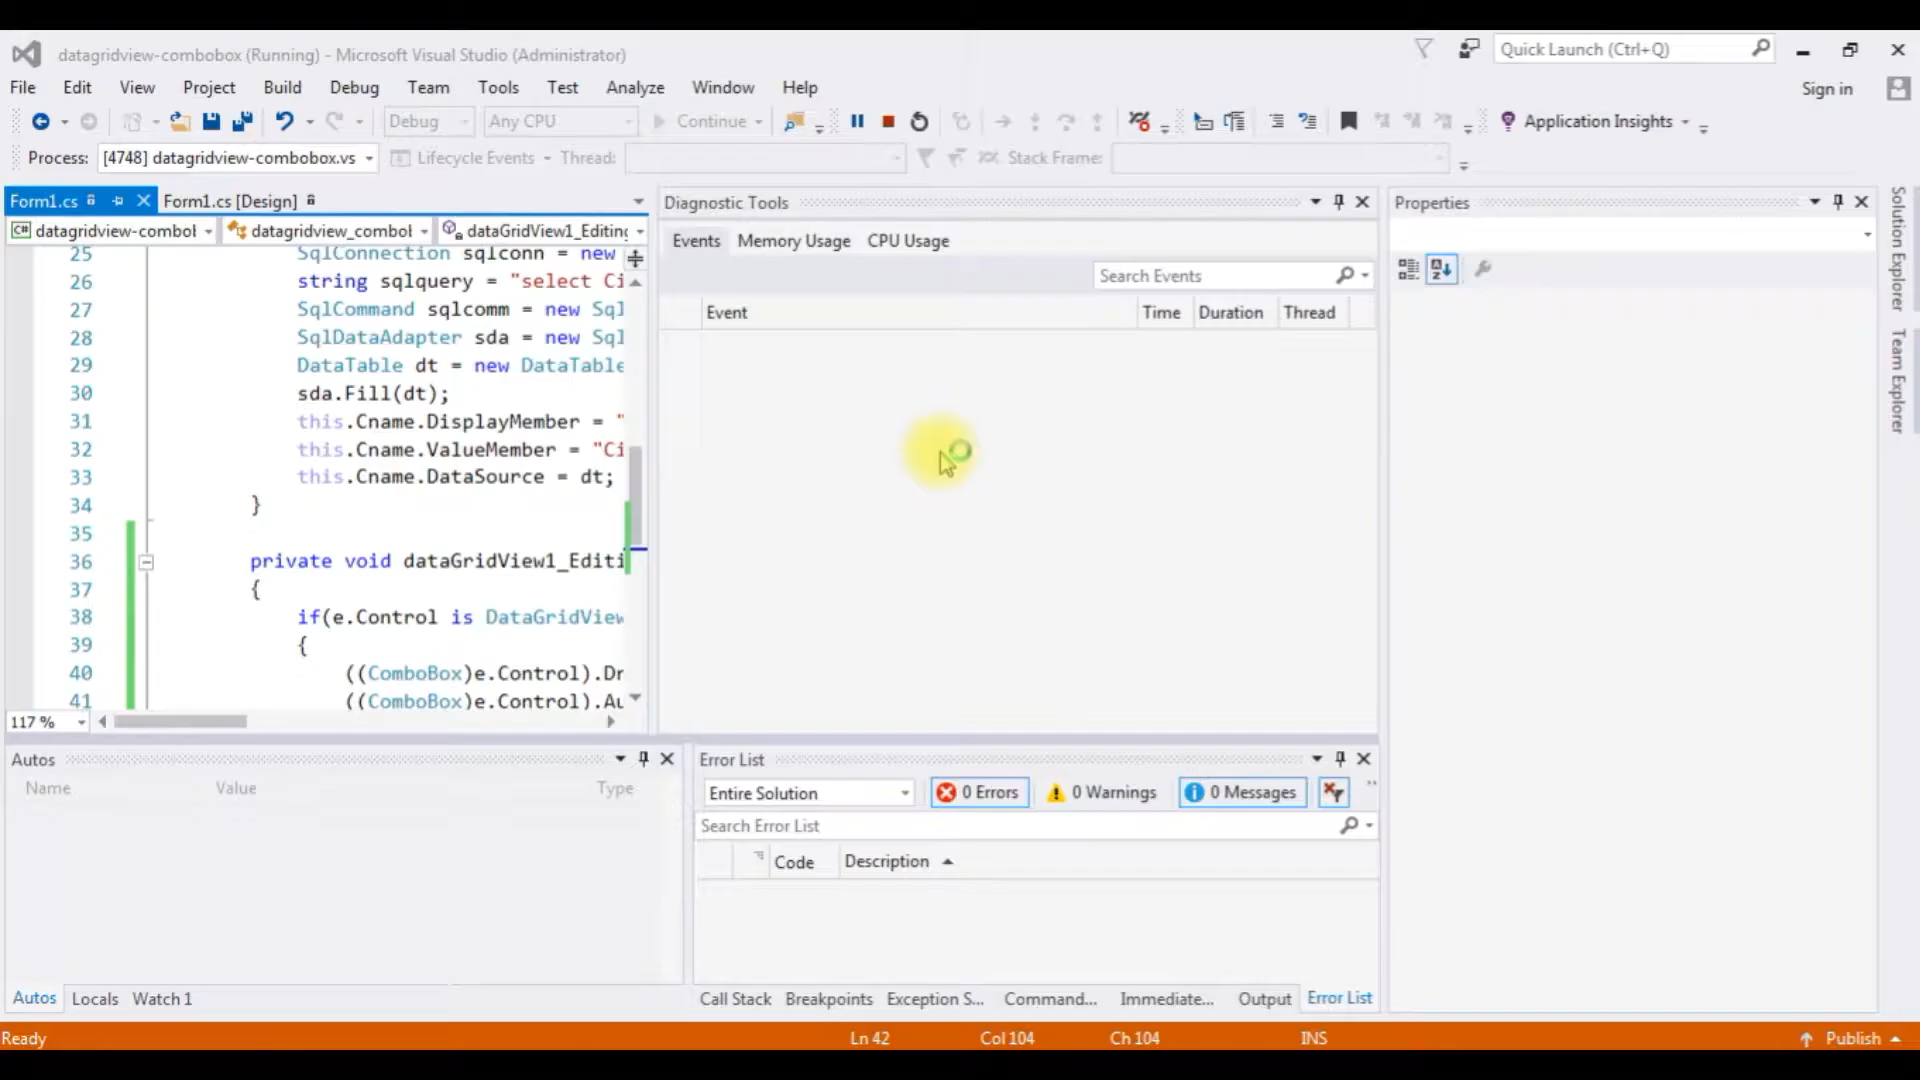 datagridview-combobox (Running) - Microsoft Visual Studio (Administrator)
Quick Launch (Ctrl+Q)
File Edit View Project Build Debug Team Tools Test Analyze Window Help
Sign in
Debug Any CPU Continue Application Insights
Process: [4748] datagridview-combobox.vs Lifecycle Events Thread: Stack Frame:
Form1.cs Form1.cs [Design]
datagridview-combol datagridview_combol dataGridView1_Editing
25 SqlConnection sqlconn = new
26 string sqlquery = "select Ci
27 SqlCommand sqlcomm = new Sql
28 SqlDataAdapter sda = new Sql
29 DataTable dt = new DataTable
30 sda.Fill(dt);
31 this.Cname.DisplayMember = "
32 this.Cname.ValueMember = "Ci
33 this.Cname.DataSource = dt;
34 }
35
36 private void dataGridView1_Editi
37 {
38 if(e.Control is DataGridView
39 {
40 ((ComboBox)e.Control).Dr
41 ((ComboBox)e.Control).Au
117 %
Diagnostic Tools
Events Memory Usage CPU Usage
Search Events
Event Time Duration Thread
Properties
Solution Explorer
Team Explorer
Autos
Name Value Type
Autos Locals Watch 1
Error List
Entire Solution 0 Errors 0 Warnings 0 Messages
Search Error List
Code Description
Call Stack Breakpoints Exception S... Command... Immediate... Output Error List
Ready Ln 42 Col 104 Ch 104 INS Publish